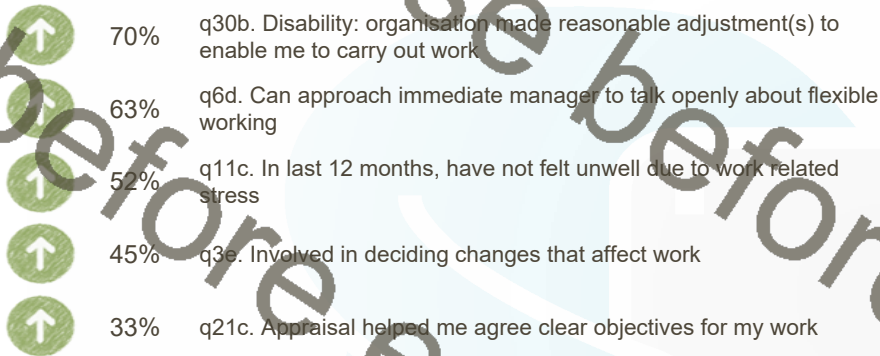 70% q30b. Disability: organisation made reasonable adjustment(s) to
enable me to carry out work
63% q6d. Can approach immediate manager to talk openly about flexible
working
52% q11c. In last 12 months, have not felt unwell due to work related
stress
45% q3e. Involved in deciding changes that affect work
33% q21c. Appraisal helped me agree clear objectives for my work
before
before